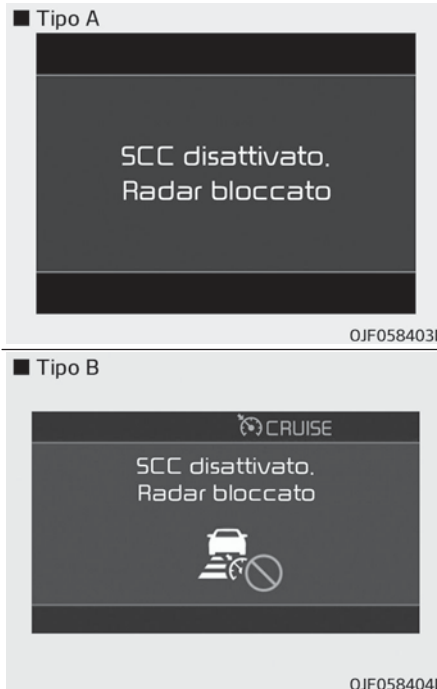 ■ Tipo A
SCC disattivato,
Radar bloccato
OJF058403
■ Tipo B
CRUISE
SCC disattivato,
Radar bloccato
OJF058404